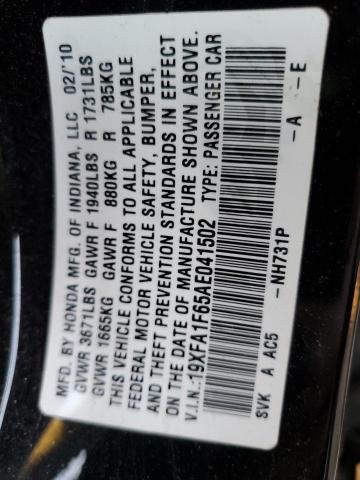 MFD. BY HONDA MFG. OF INDIANA, LLC 02/'10
GVWR 3671LBS GAWR F 1940LBS R 1731LBS
GVWR 1665KG GAWR F 880KG R 785KG
THIS VEHICLE CONFORMS TO ALL APPLICABLE
FEDERAL MOTOR VEHICLE SAFETY, BUMPER,
AND THEFT PREVENTION STANDARDS IN EFFECT
ON THE DATE OF MANUFACTURE SHOWN ABOVE.
V.I.N.:19XFA1F65AE041502 TYPE: PASSENGER CAR
SVK A AC5 -NH731P -A -E